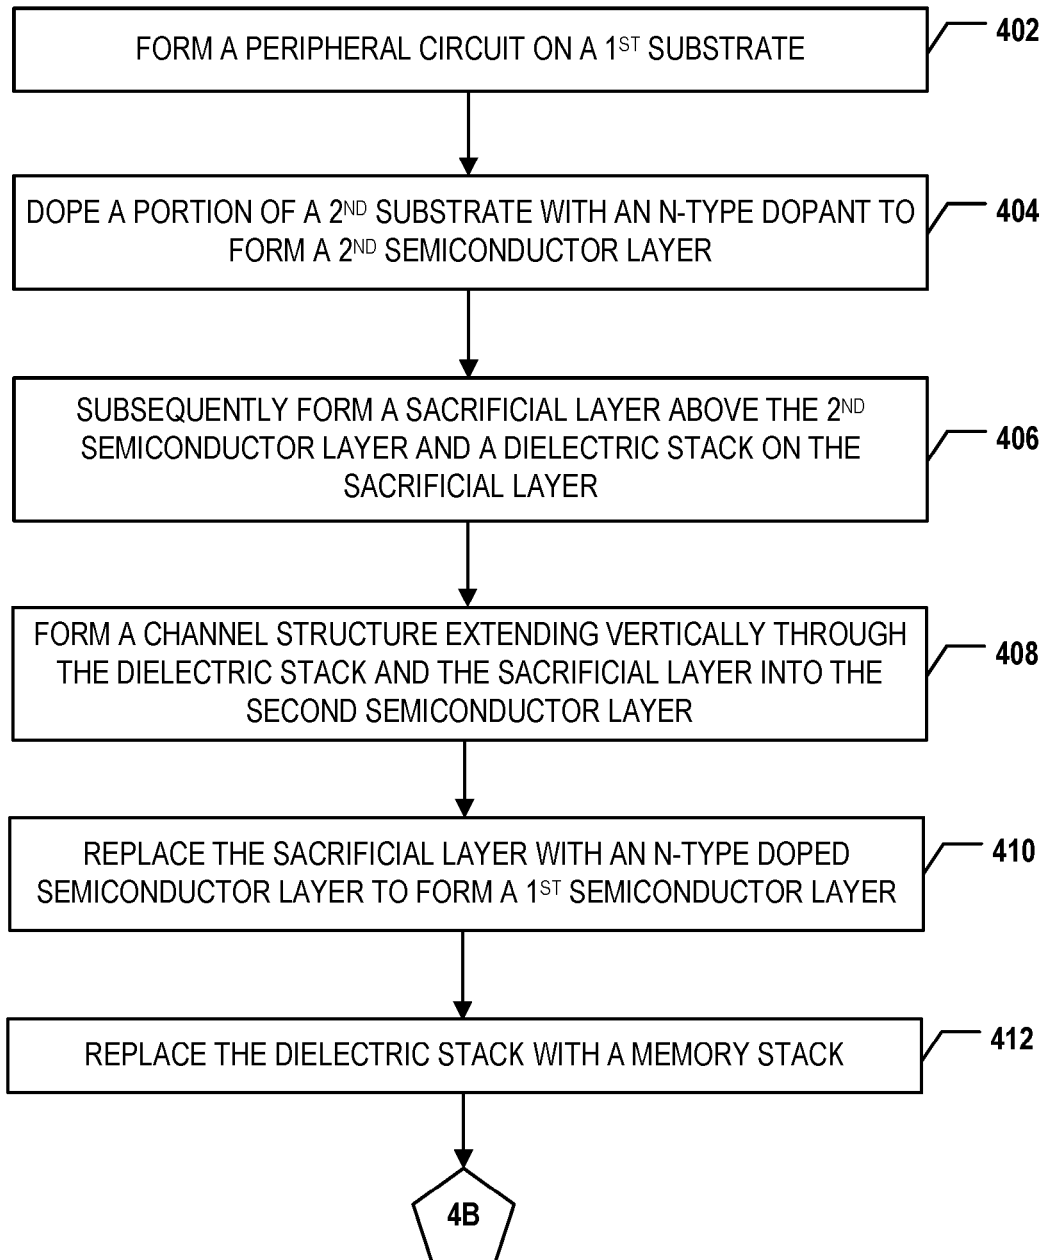 FORM A PERIPHERAL CIRCUIT ON A 1ST SUBSTRATE
402
DOPE A PORTION OF A 2ND SUBSTRATE WITH AN N-TYPE DOPANT TO
FORM A 2ND SEMICONDUCTOR LAYER
404
SUBSEQUENTLY FORM A SACRIFICIAL LAYER ABOVE THE 2ND
SEMICONDUCTOR LAYER AND A DIELECTRIC STACK ON THE
SACRIFICIAL LAYER
406
FORM A CHANNEL STRUCTURE EXTENDING VERTICALLY THROUGH
THE DIELECTRIC STACK AND THE SACRIFICIAL LAYER INTO THE
SECOND SEMICONDUCTOR LAYER
408
REPLACE THE SACRIFICIAL LAYER WITH AN N-TYPE DOPED
SEMICONDUCTOR LAYER TO FORM A 1ST SEMICONDUCTOR LAYER
410
REPLACE THE DIELECTRIC STACK WITH A MEMORY STACK
412
4B